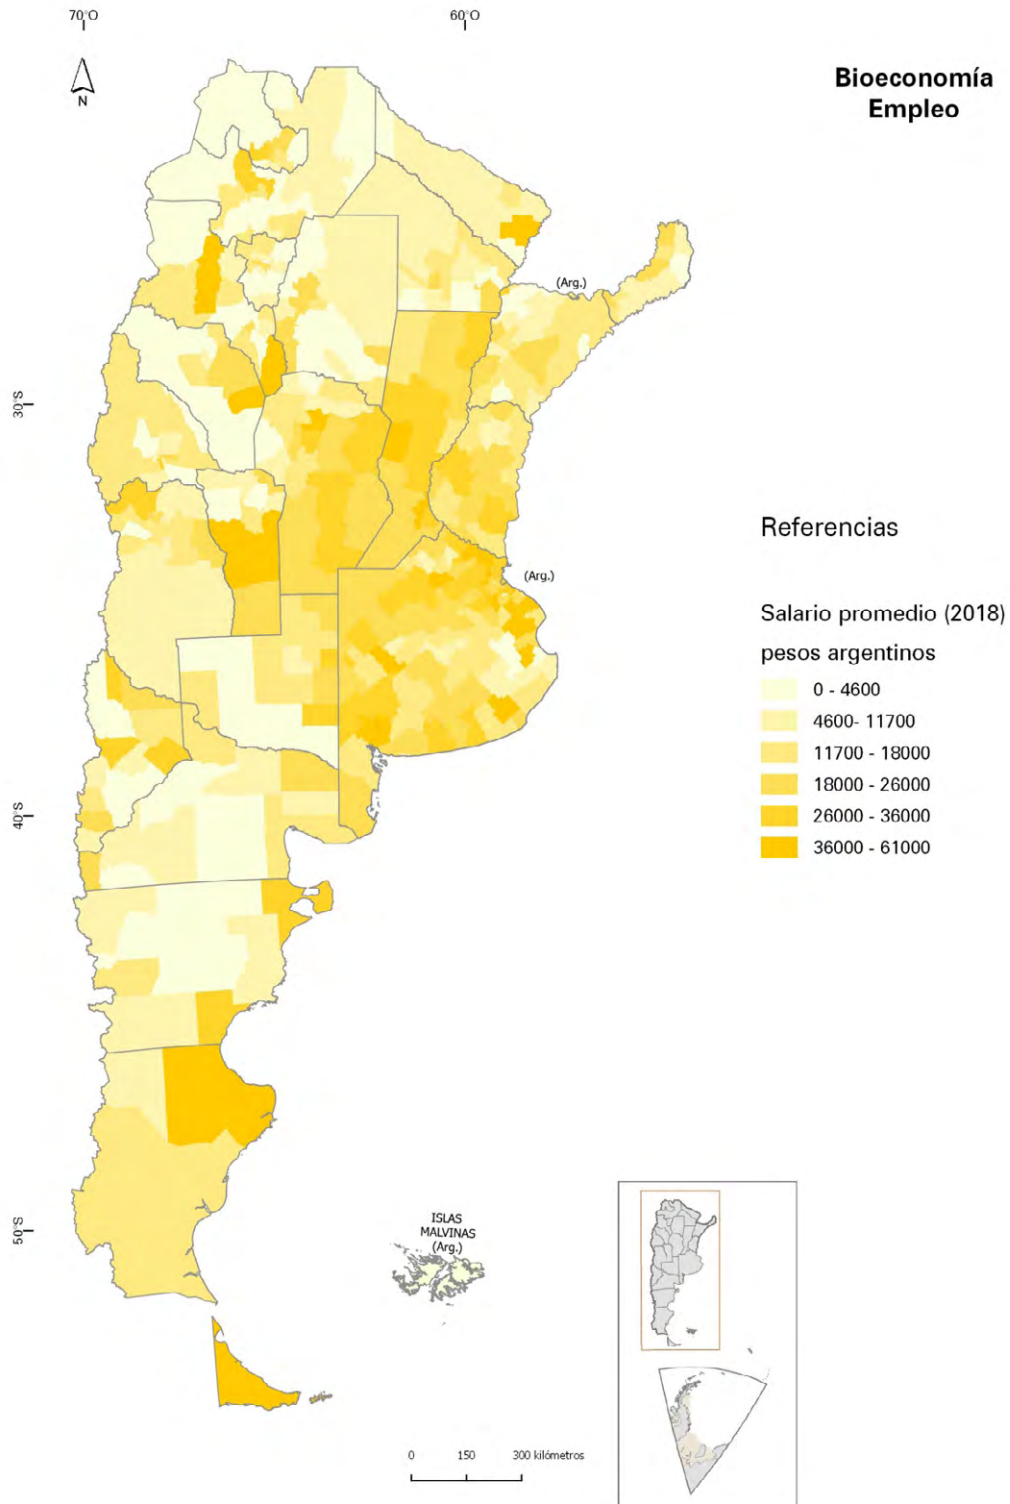 70°O
60°O
N
Bioeconomía
Empleo
(Arg.)
30°S
Referencias
(Arg.)
Salario promedio (2018)
pesos argentinos
0 - 4600
4600- 11700
11700 - 18000
18000 - 26000
26000 - 36000
36000 - 61000
40°S
50°S
ISLAS
MALVINAS
(Arg.)
0 150 300 kilómetros